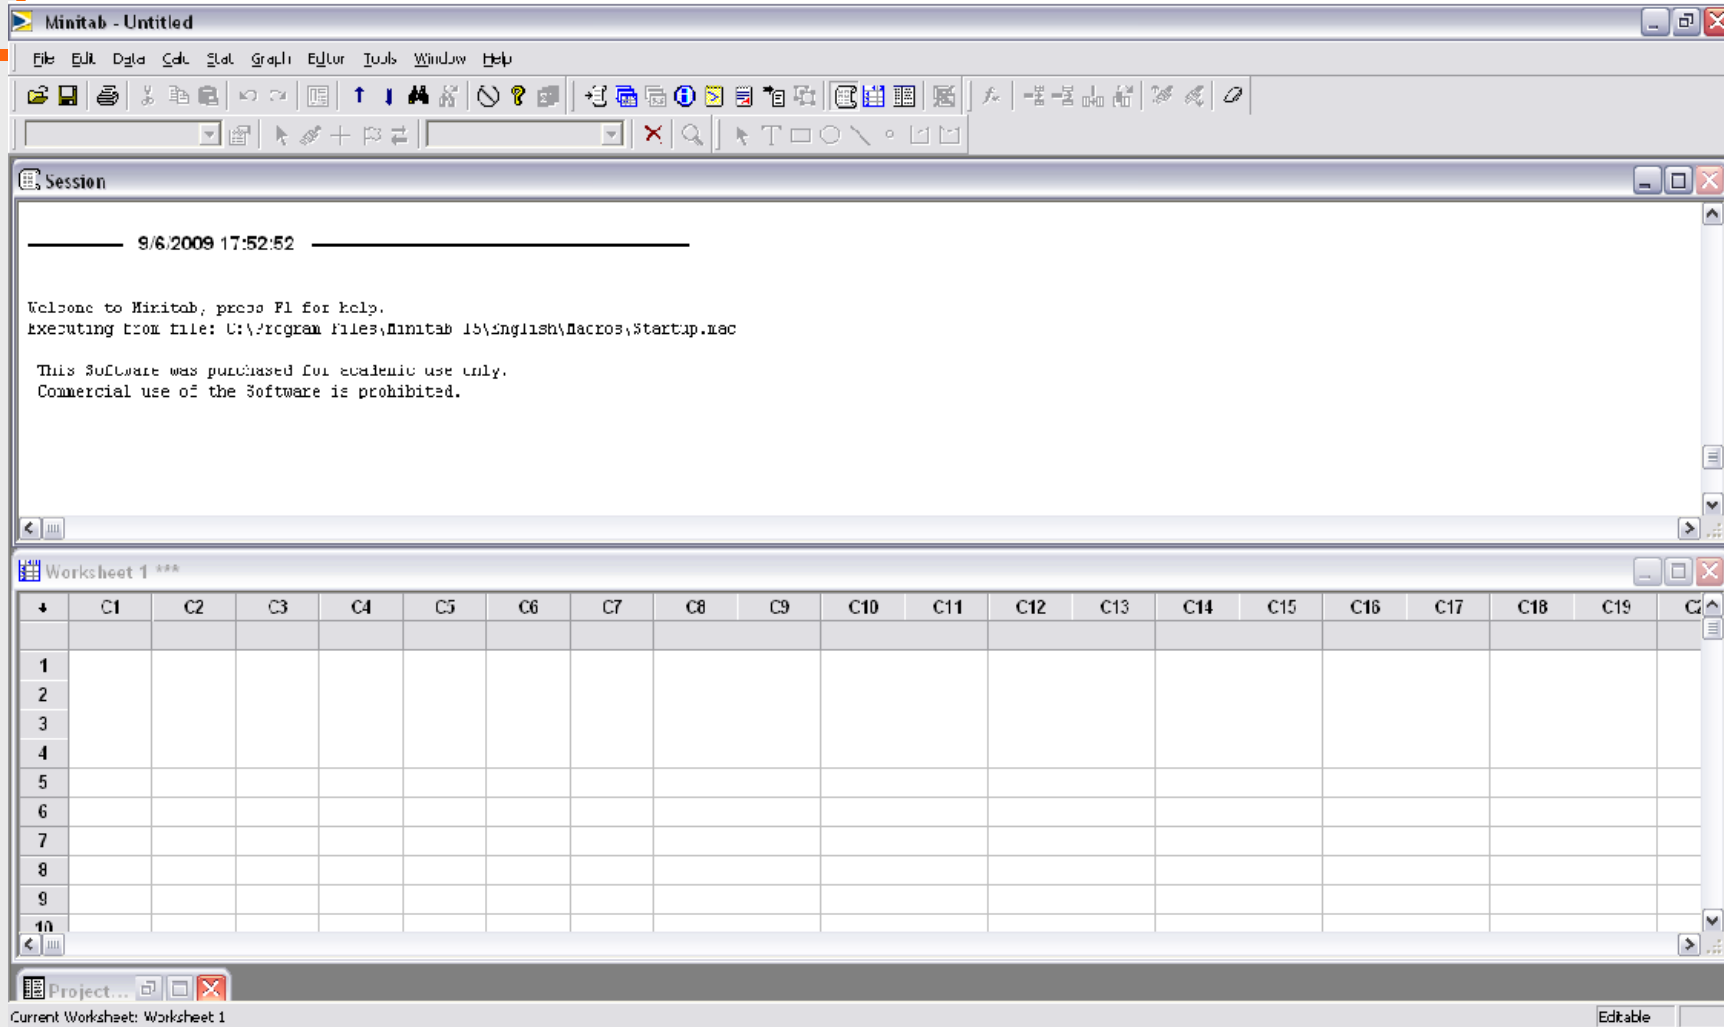 Minitab - Untitled
File Edit Data Calc Stat Graph Editor Tools Window Help
Session
9/6/2009 17:52:52
Welcome to Minitab, press F1 for help.
Executing from file: C:\Program Files\Minitab 15\English\Macros\Startup.mac
This Software was purchased for academic use only.
Commercial use of the Software is prohibited.
Worksheet 1 ***
C1 C2 C3 C4 C5 C6 C7 C8 C9 C10 C11 C12 C13 C14 C15 C16 C17 C18 C19
1
2
3
4
5
6
7
8
9
10
Project...
Current Worksheet: Worksheet 1
Editable